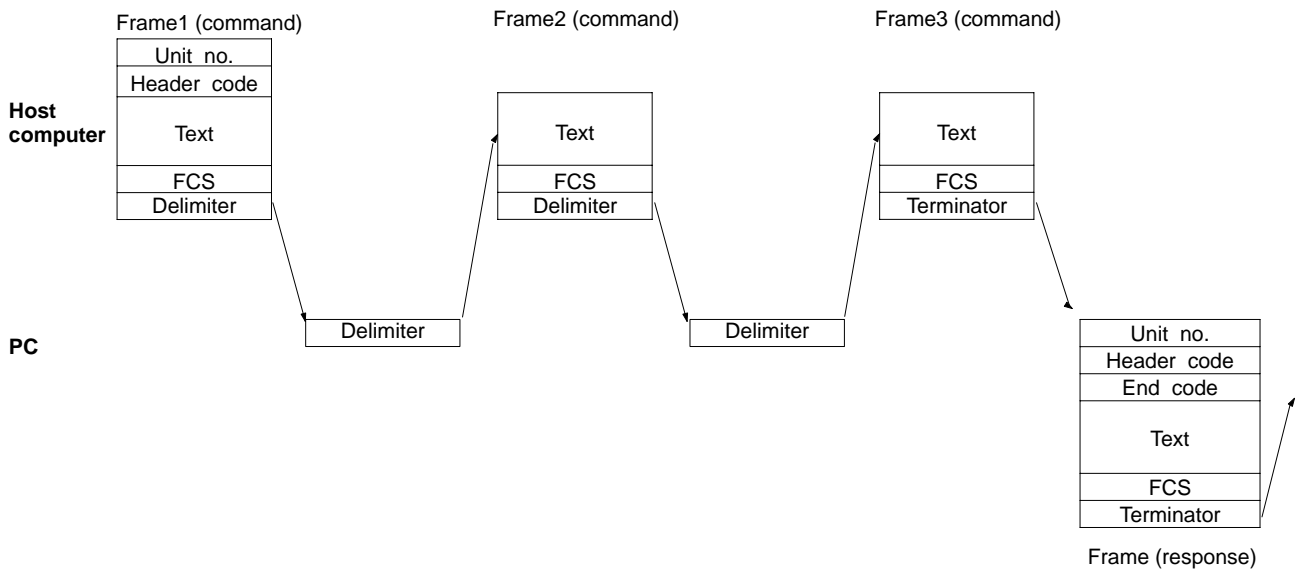 Frame1 (command)
Unit no.
Header code
Text
FCS
Delimiter
Frame2 (command)
Text
FCS
Delimiter
Frame3 (command)
Text
FCS
Terminator
Host
computer
PC
Delimiter
Delimiter
Unit no.
Header code
End code
Text
FCS
Terminator
Frame (response)